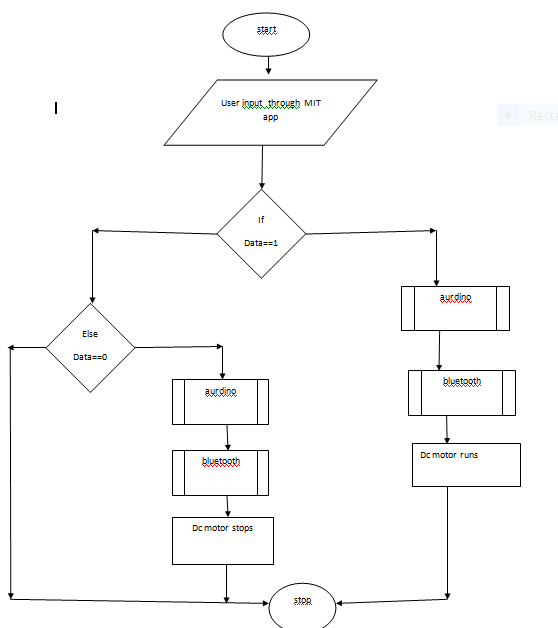 start
User input through MIT
app
If
Data==1
aurdino
Else
Data==0
bluetooth
aurdino
Dc motor runs
bluetooth
Dc motor stops
stop